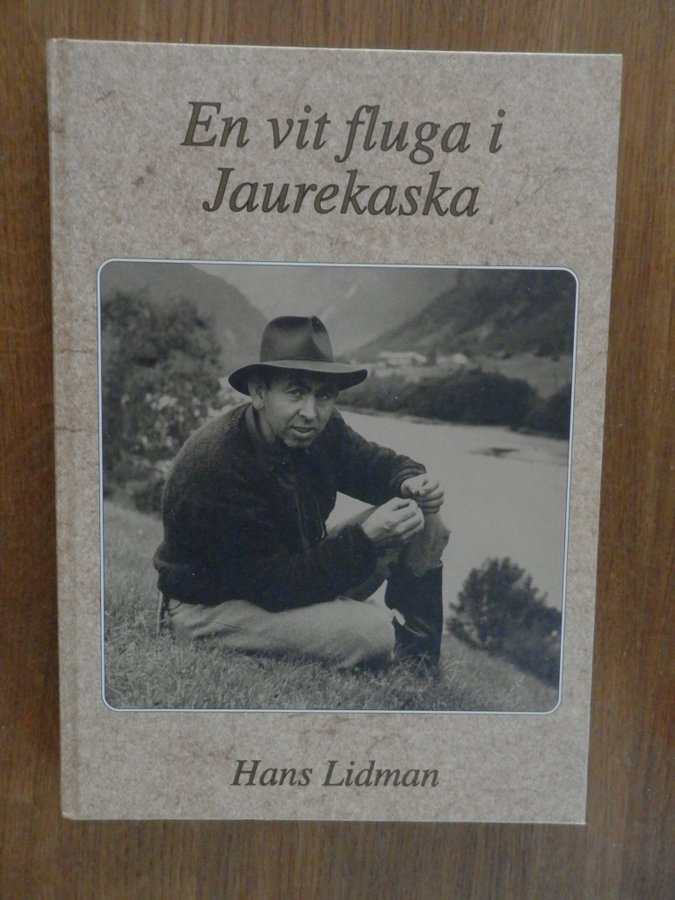 En vit fluga i
Jaurekaska
Hans Lidman